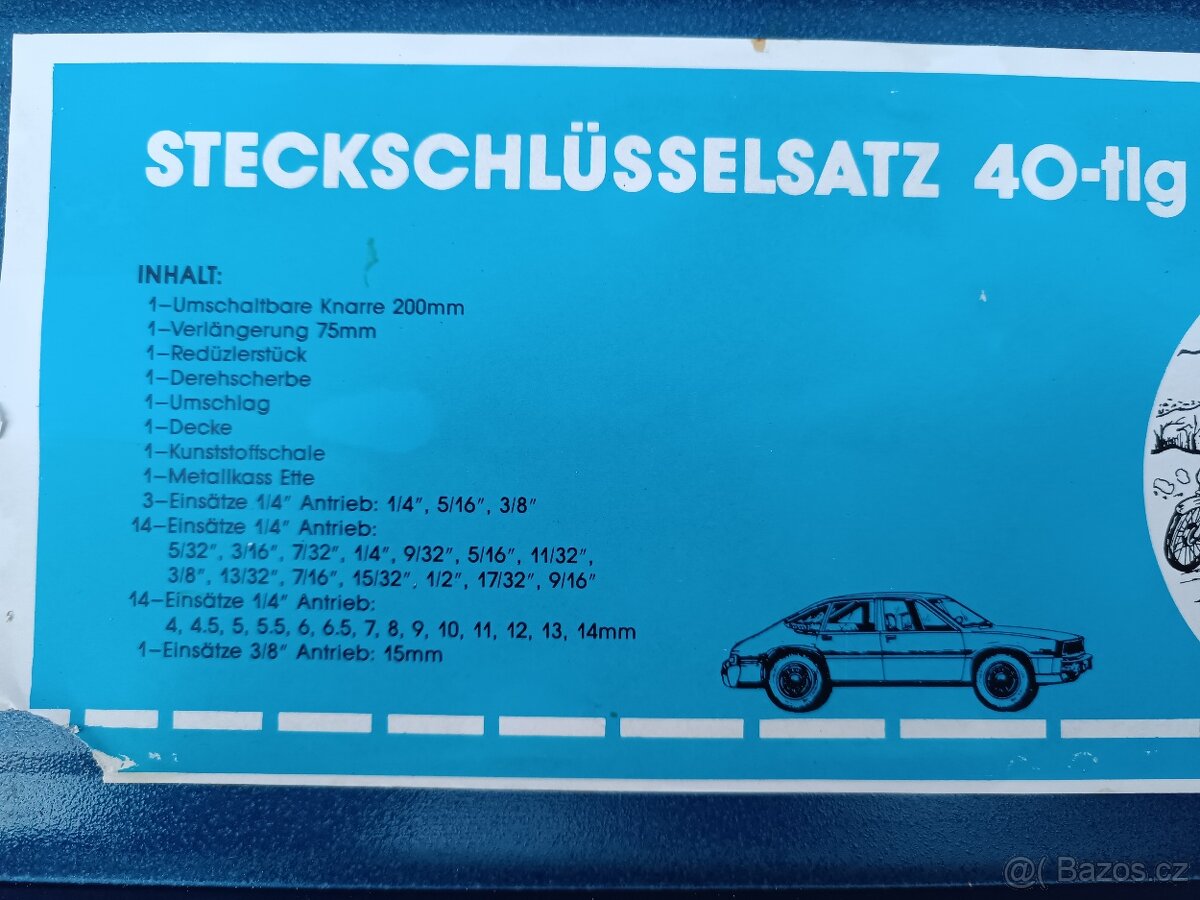 STECKSCHLÜSSELSATZ 40-tlg
INHALT:
1-Umschaltbare Knarre 200mm
1-Verlängerung 75mm
1-Redüzlerstück
1-Derehscherbe
1-Umschlag
1-Decke
1-Kunststoffschale
1-Metallkass Ette
3-Einsätze 1/4" Antrieb: 1/4", 5/16", 3/8"
14-Einsätze 1/4" Antrieb:
5/32", 3/16", 7/32", 1/4", 9/32", 5/16", 11/32",
3/8", 13/32", 7/16", 15/32", 1/2", 17/32", 9/16"
14-Einsätze 1/4" Antrieb:
4, 4.5, 5, 5.5, 6, 6.5, 7, 8, 9, 10, 11, 12, 13, 14mm
1-Einsätze 3/8" Antrieb: 15mm
@( Bazos.cz